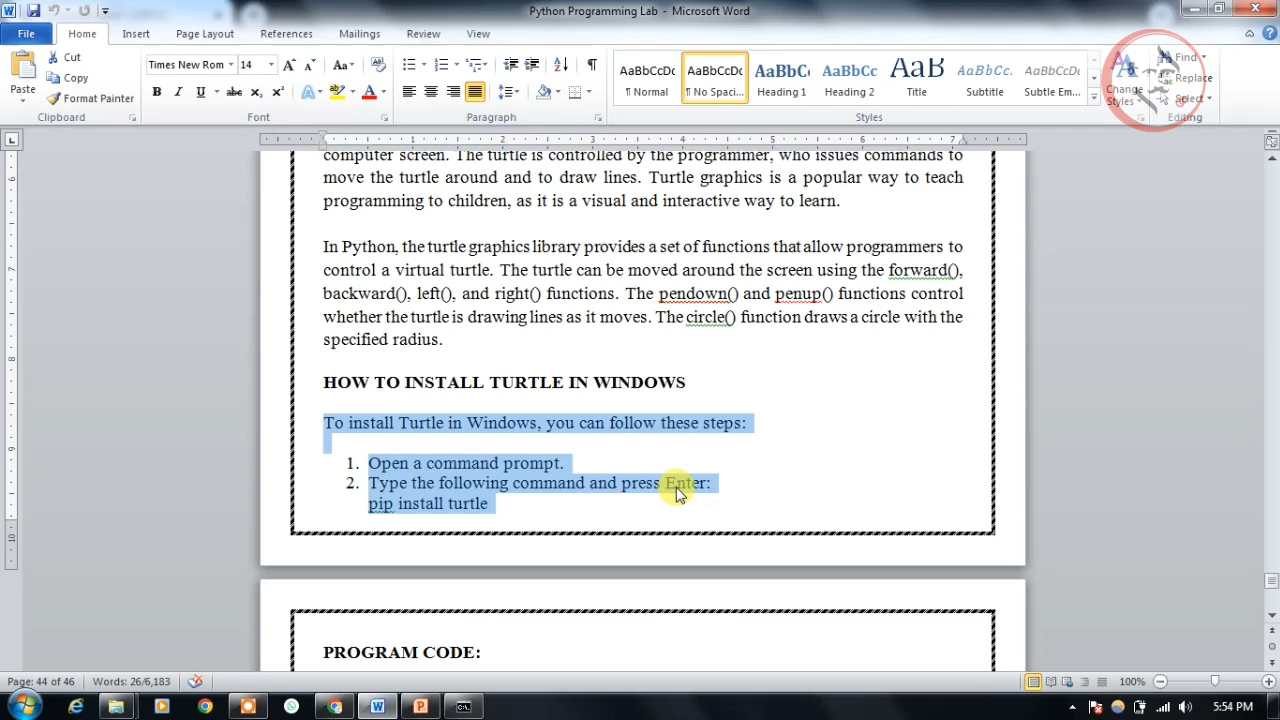 Python Programming Lab - Microsoft Word
File Home Insert Page Layout References Mailings Review View
Paste
Cut
Copy
Format Painter
Clipboard
Times New Rom 14
Font
Paragraph
AaBbCcDc AaBbCcDc AaBbCc AaBbCc AaB AaBbCc. AaBbCcDc
¶ Normal ¶ No Spaci... Heading 1 Heading 2 Title Subtitle Subtle Em...
Styles
Change Styles
Find
Replace
Select
Editing
computer screen. The turtle is controlled by the programmer, who issues commands to
move the turtle around and to draw lines. Turtle graphics is a popular way to teach
programming to children, as it is a visual and interactive way to learn.
In Python, the turtle graphics library provides a set of functions that allow programmers to
control a virtual turtle. The turtle can be moved around the screen using the forward(),
backward(), left(), and right() functions. The pendown() and penup() functions control
whether the turtle is drawing lines as it moves. The circle() function draws a circle with the
specified radius.
HOW TO INSTALL TURTLE IN WINDOWS
To install Turtle in Windows, you can follow these steps:
1. Open a command prompt.
2. Type the following command and press Enter:
pip install turtle
PROGRAM CODE:
Page: 44 of 46 Words: 26/6,183 100%
5:54 PM